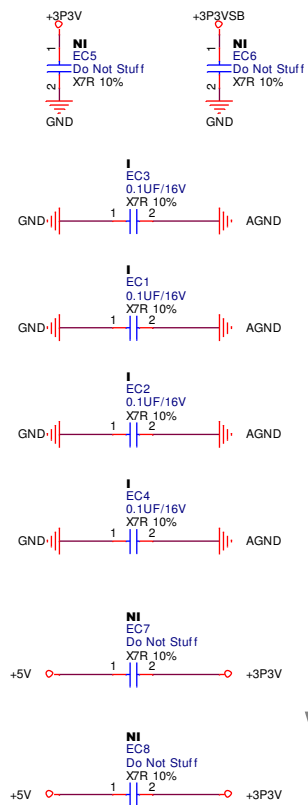 +3P3V
1
NI
EC5
Do Not Stuff
X7R 10%
2
GND
+3P3VSB
1
NI
EC6
Do Not Stuff
X7R 10%
2
GND
I
EC3
0.1UF/16V
X7R 10%
GND 1 2 AGND
I
EC1
0.1UF/16V
X7R 10%
GND 1 2 AGND
I
EC2
0.1UF/16V
X7R 10%
GND 1 2 AGND
I
EC4
0.1UF/16V
X7R 10%
GND 1 2 AGND
NI
EC7
Do Not Stuff
X7R 10%
+5V 1 2 +3P3V
NI
EC8
Do Not Stuff
X7R 10%
+5V 1 2 +3P3V